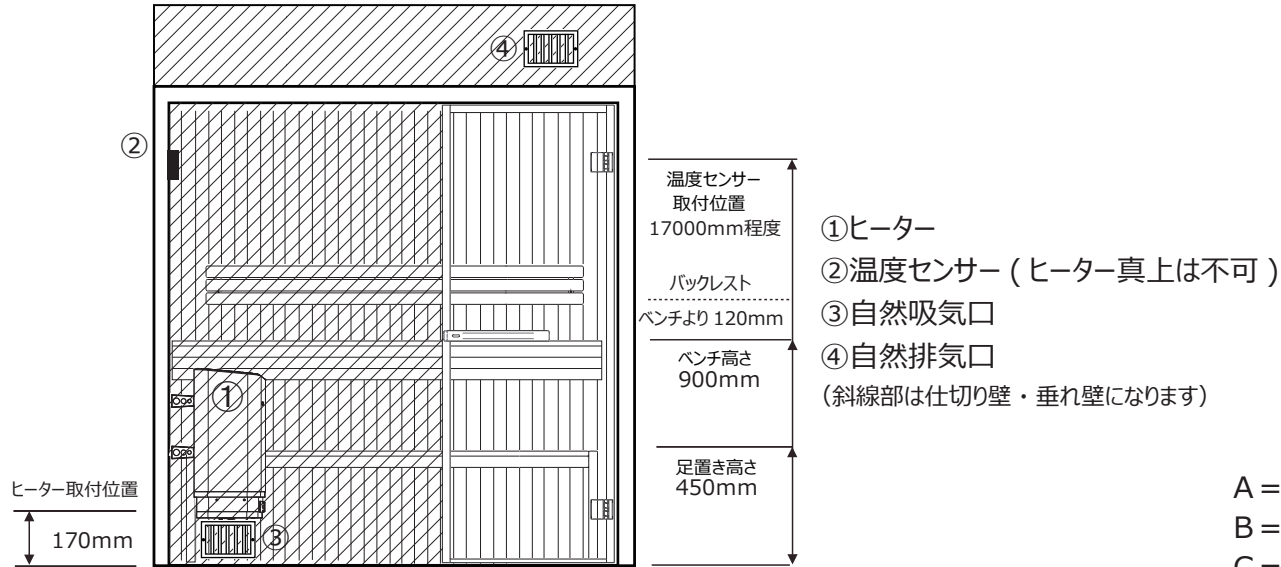 ④
②
温度センサー
取付位置
17000mm程度
バックレスト
ベンチより 120mm
ベンチ高さ
900mm
足置き高さ
450mm
①
③
ヒーター取付位置
170mm
①ヒーター
②温度センサー ( ヒーター真上は不可 )
③自然吸気口
④自然排気口
(斜線部は仕切り壁・垂れ壁になります)
A =
B =
C =